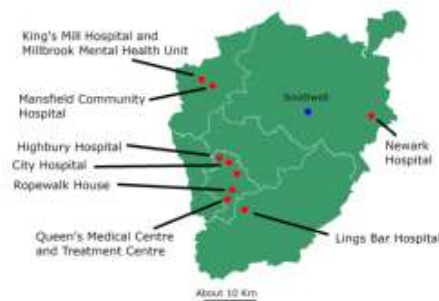 King's Mill Hospital and
Millbrook Mental Health Unit
Mansfield Community
Hospital
Southwell
Newark
Hospital
Highbury Hospital
City Hospital
Ropewalk House
Queen's Medical Centre
and Treatment Centre
Lings Bar Hospital
About 10 Km